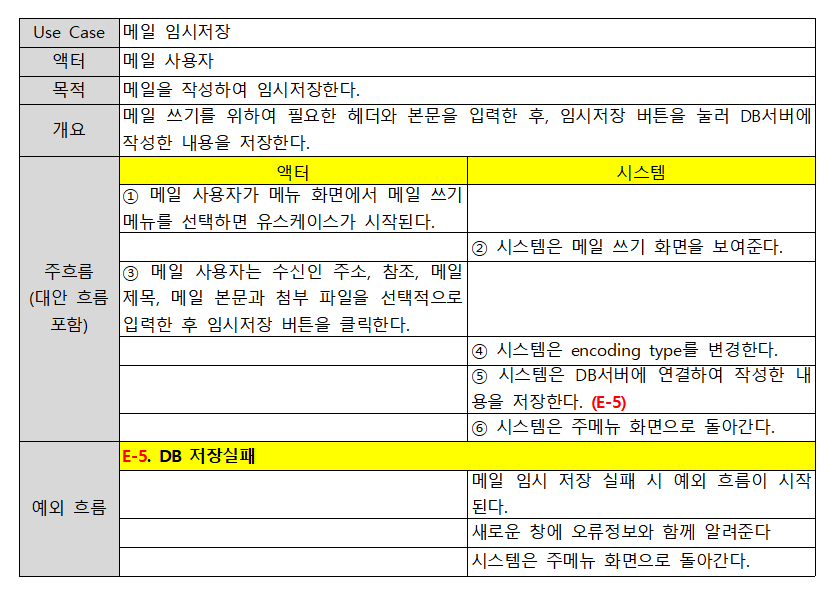 Use Case 메일 임시저장
액터 메일 사용자
목적 메일을 작성하여 임시저장한다.
개요
메일 쓰기를 위하여 필요한 헤더와 본문을 입력한 후, 임시저장 버튼을 눌러 DB서버에
작성한 내용을 저장한다.
주흐름
(대안 흐름
포함)
액터 시스템
① 메일 사용자가 메뉴 화면에서 메일 쓰기
메뉴를 선택하면 유스케이스가 시작된다.
② 시스템은 메일 쓰기 화면을 보여준다.
③ 메일 사용자는 수신인 주소, 참조, 메일
제목, 메일 본문과 첨부 파일을 선택적으로
입력한 후 임시저장 버튼을 클릭한다.
④ 시스템은 encoding type를 변경한다.
⑤ 시스템은 DB서버에 연결하여 작성한 내
용을 저장한다. (E-5)
⑥ 시스템은 주메뉴 화면으로 돌아간다.
예외 흐름
E-5. DB 저장실패
메일 임시 저장 실패 시 예외 흐름이 시작
된다.
새로운 창에 오류정보와 함께 알려준다
시스템은 주메뉴 화면으로 돌아간다.